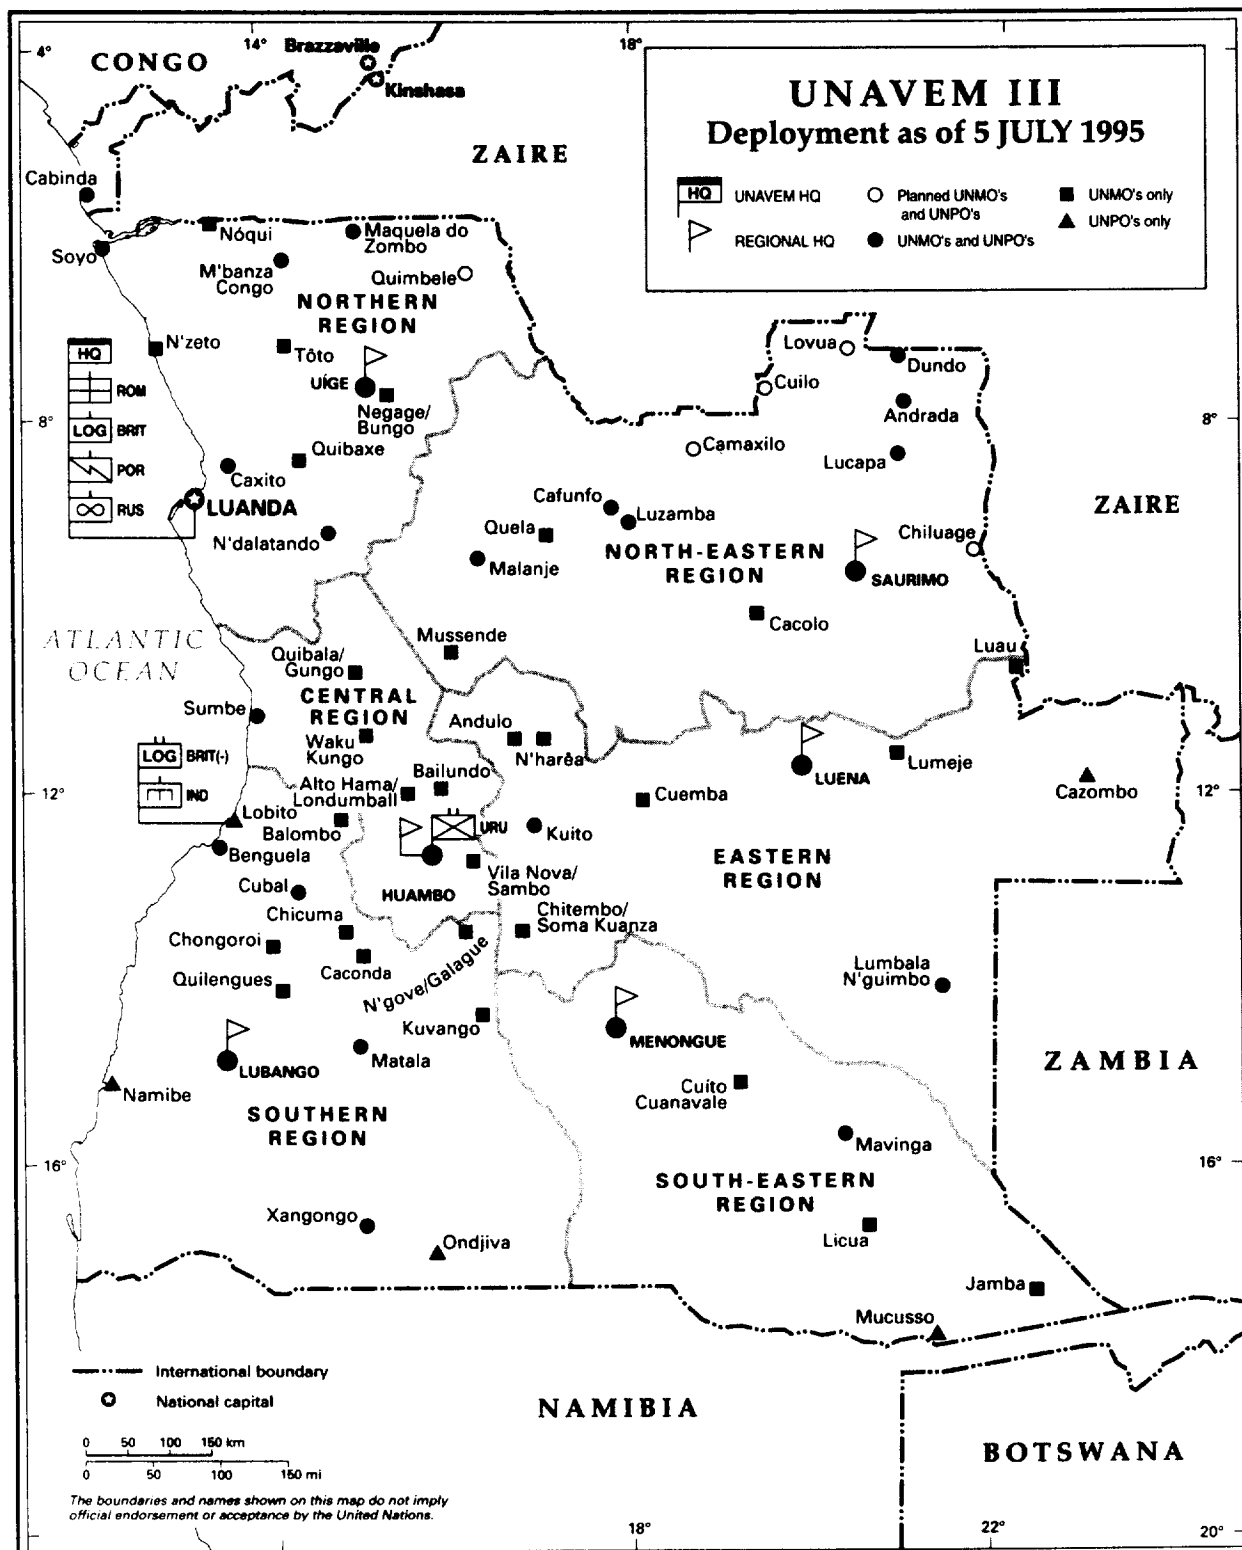 4°
14°
18°
CONGO
Brazzaville
Kinshasa
ZAIRE
UNAVEM III
Deployment as of 5 JULY 1995
HQ
UNAVEM HQ
REGIONAL HQ
Planned UNMO's
and UNPO's
UNMO's and UNPO's
UNMO's only
UNPO's only
Cabinda
Soyo
Nóqui
Maquela do
Zombo
M'banza
Congo
Quimbele
NORTHERN
REGION
N'zeto
Tôto
UÍGE
Negage/
Bungo
HQ
ROM
LOG BRIT
POR
RUS
Lovua
Cuilo
Dundo
Andrada
8°
8°
Quibaxe
Caxito
LUANDA
N'dalatando
Camaxilo
Lucapa
Cafunfo
Luzamba
Quela
Malanje
NORTH-EASTERN
REGION
ZAIRE
Chiluage
SAURIMO
Cacolo
ATLANTIC
OCEAN
Mussende
Luau
Quibala/
Gungo
CENTRAL
REGION
Sumbe
Waku
Kungo
Andulo
N'harêa
LUENA
Lumeje
Cazombo
LOG BRIT(-)
IND
12°
12°
Alto Hama/
Londumball
Bailundo
Cuemba
Lobito
Balombo
URU
Kuito
Benguela
EASTERN
REGION
Vila Nova/
Sambo
HUAMBO
Cubal
Chicuma
Chitembo/
Soma Kuanza
Chongoroi
Caconda
N'gove/Galague
Quilengues
Lumbala
N'guimbo
Kuvango
MENONGUE
LUBANGO
Matala
ZAMBIA
Namibe
Cuíto
Cuanavale
SOUTHERN
REGION
Mavinga
16°
16°
SOUTH-EASTERN
REGION
Xangongo
Ondjiva
Licua
Jamba
Mucusso
International boundary
National capital
NAMIBIA
BOTSWANA
0 50 100 150 km
0 50 100 150 mi
The boundaries and names shown on this map do not imply
official endorsement or acceptance by the United Nations.
18°
22°
20°